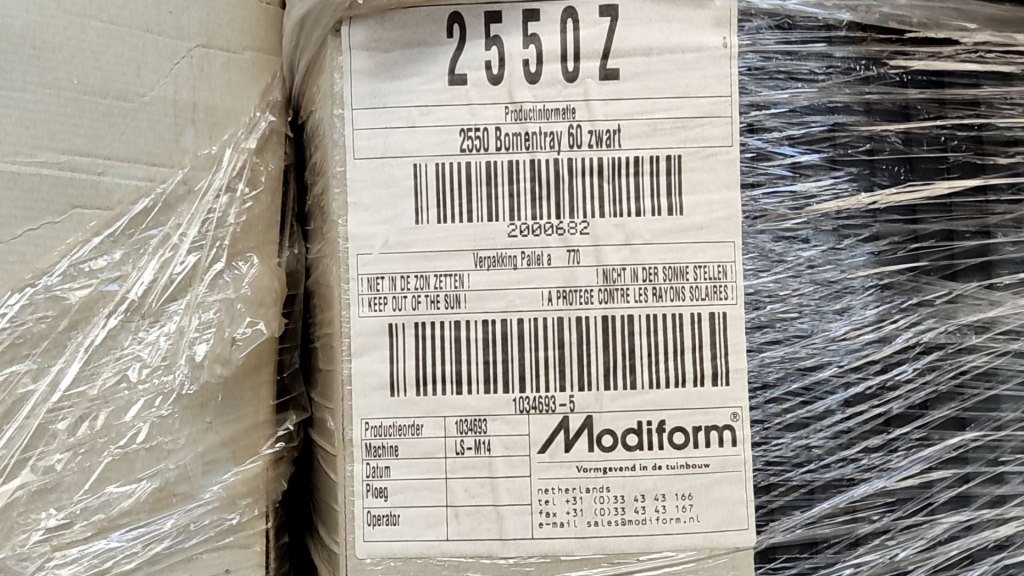 2550Z
Productinformatie
2550 Bomentray 60 zwart
2000682
Verpakking Pallet a 770
! NIET IN DE ZON ZETTEN ! ! NICHT IN DER SONNE STELLEN !
! KEEP OUT OF THE SUN ! ! A PROTEGE CONTRE LES RAYONS SOLAIRES !
1034693-5
Productieorder 1034693
Machine LS-M14
Datum
Ploeg
Operator
Modiform®
Vormgevend in de tuinbouw
netherlands
tel +31 (0)33 43 43 166
fax +31 (0)33 43 43 167
e-mail sales@modiform.nl